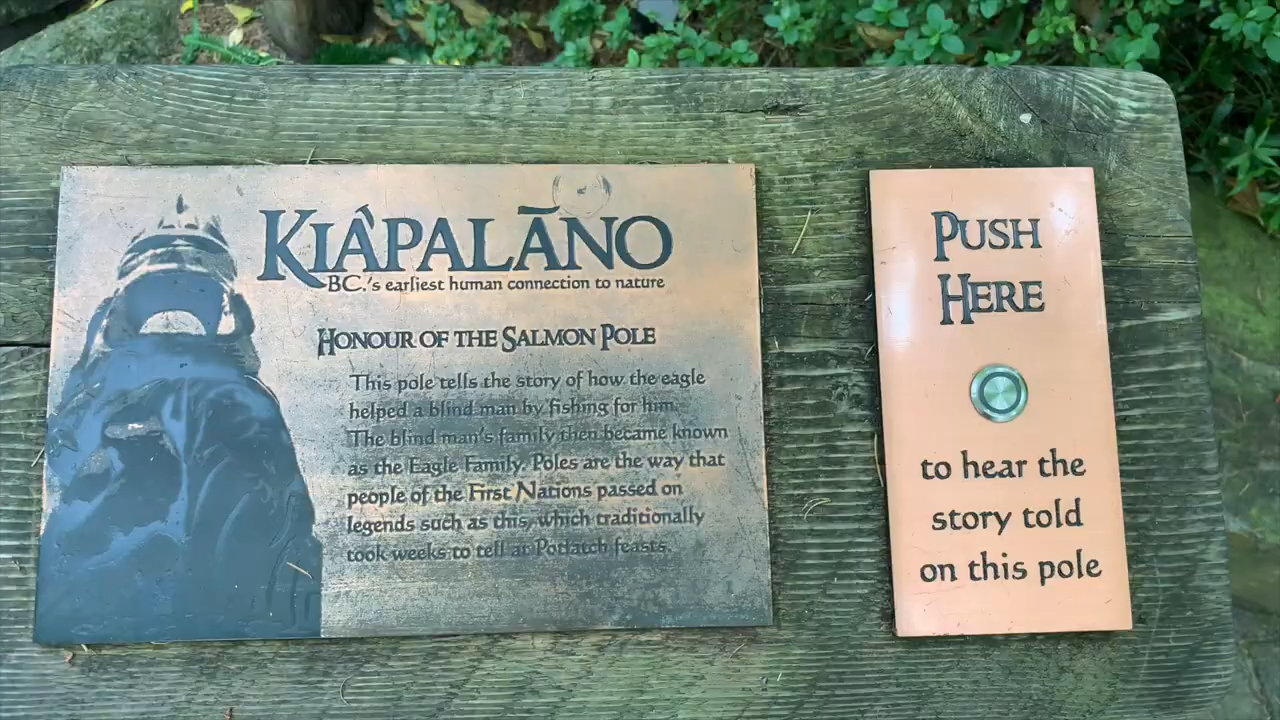 KIÁPALĀNO
BC.'s earliest human connection to nature
HONOUR OF THE SALMON POLE
This pole tells the story of how the eagle
helped a blind man by fishing for him.
The blind man's family then became known
as the Eagle Family. Poles are the way that
people of the First Nations passed on
legends such as this, which traditionally
took weeks to tell at Potlatch feasts.
PUSH
HERE
to hear the
story told
on this pole